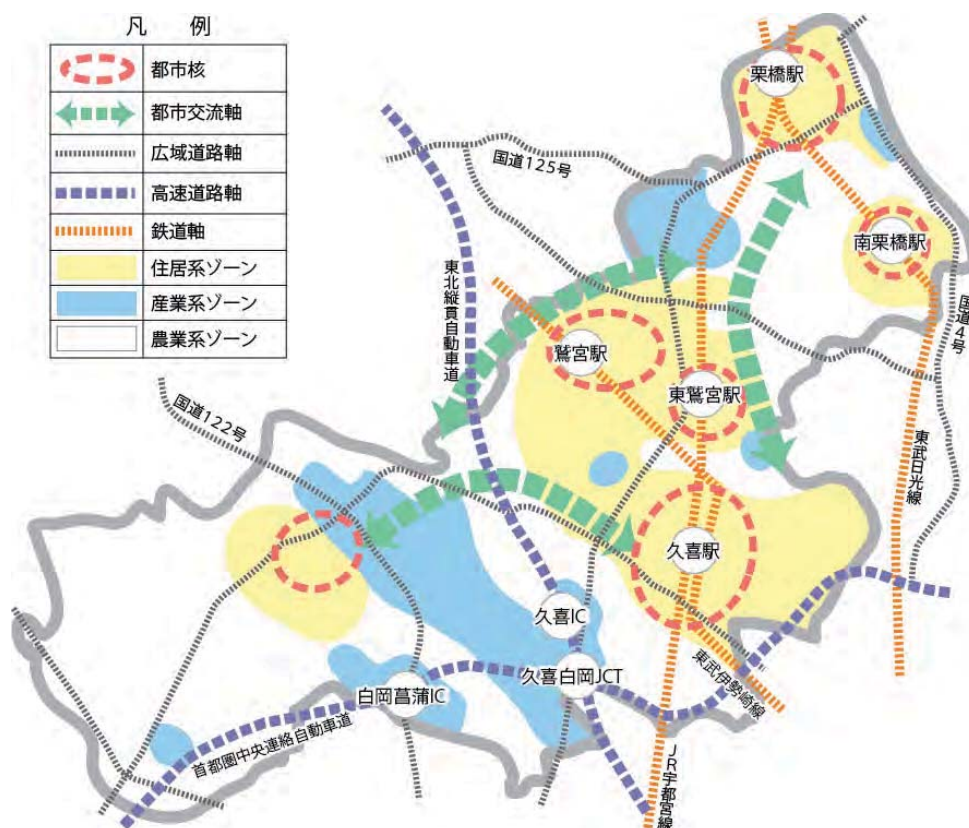 凡 例
都市核
都市交流軸
広域道路軸
高速道路軸
鉄道軸
住居系ゾーン
産業系ゾーン
農業系ゾーン
栗橋駅
国道125号
南栗橋駅
東北縦貫自動車道
国道4号
鷲宮駅
東鷲宮駅
国道122号
東武日光線
久喜駅
久喜IC
久喜白岡JCT
白岡菖蒲IC
東武伊勢崎線
首都圏中央連絡自動車道
JR宇都宮線